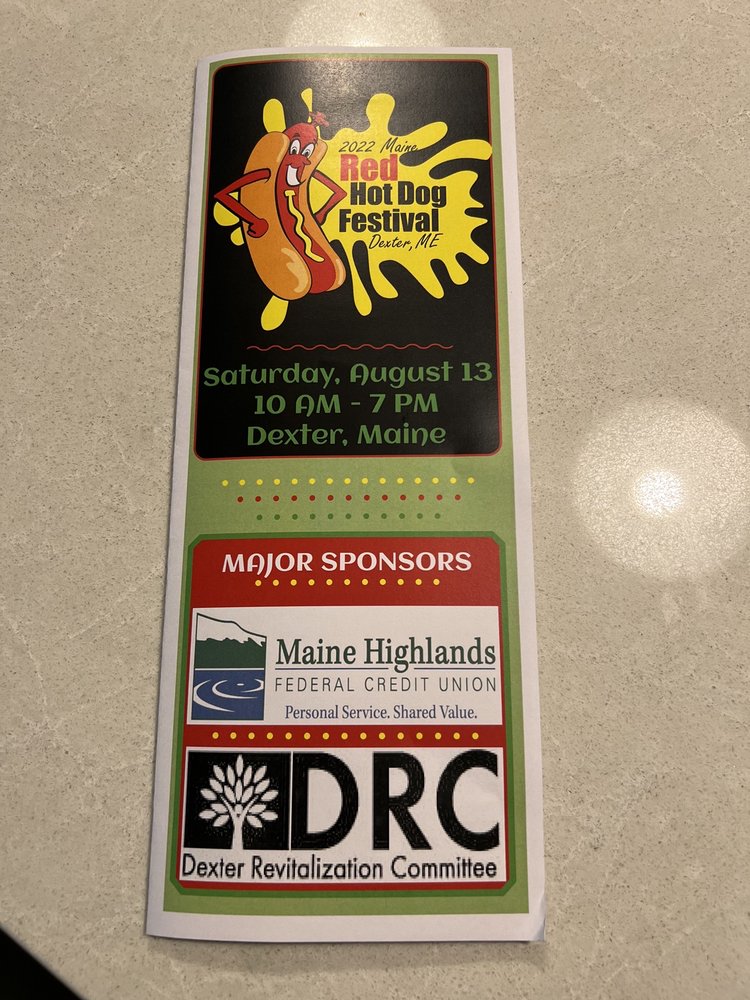 2022 Maine
Red
Hot Dog
Festival
Dexter, ME
Saturday, August 13
10 AM - 7 PM
Dexter, Maine
MAJOR SPONSORS
Maine Highlands
FEDERAL CREDIT UNION
Personal Service. Shared Value.
DRC
Dexter Revitalization Committee